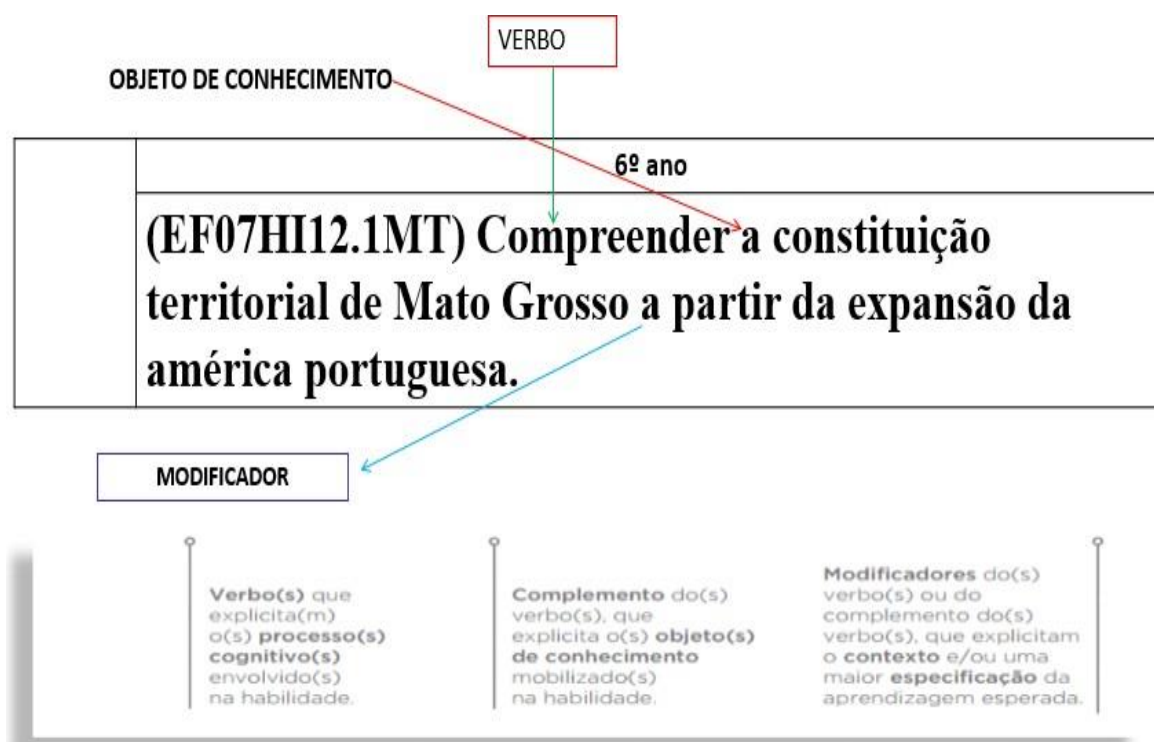 VERBO
OBJETO DE CONHECIMENTO
6º ano
(EF07HI12.1MT) Compreender a constituição
territorial de Mato Grosso a partir da expansão da
américa portuguesa.
MODIFICADOR
Verbo(s) que
explicita(m)
o(s) processo(s)
cognitivo(s)
envolvido(s)
na habilidade.
Complemento do(s)
verbo(s), que
explicita o(s) objeto(s)
de conhecimento
mobilizado(s)
na habilidade.
Modificadores do(s)
verbo(s) ou do
complemento do(s)
verbo(s), que explicitam
o contexto e/ou uma
maior especificação da
aprendizagem esperada.